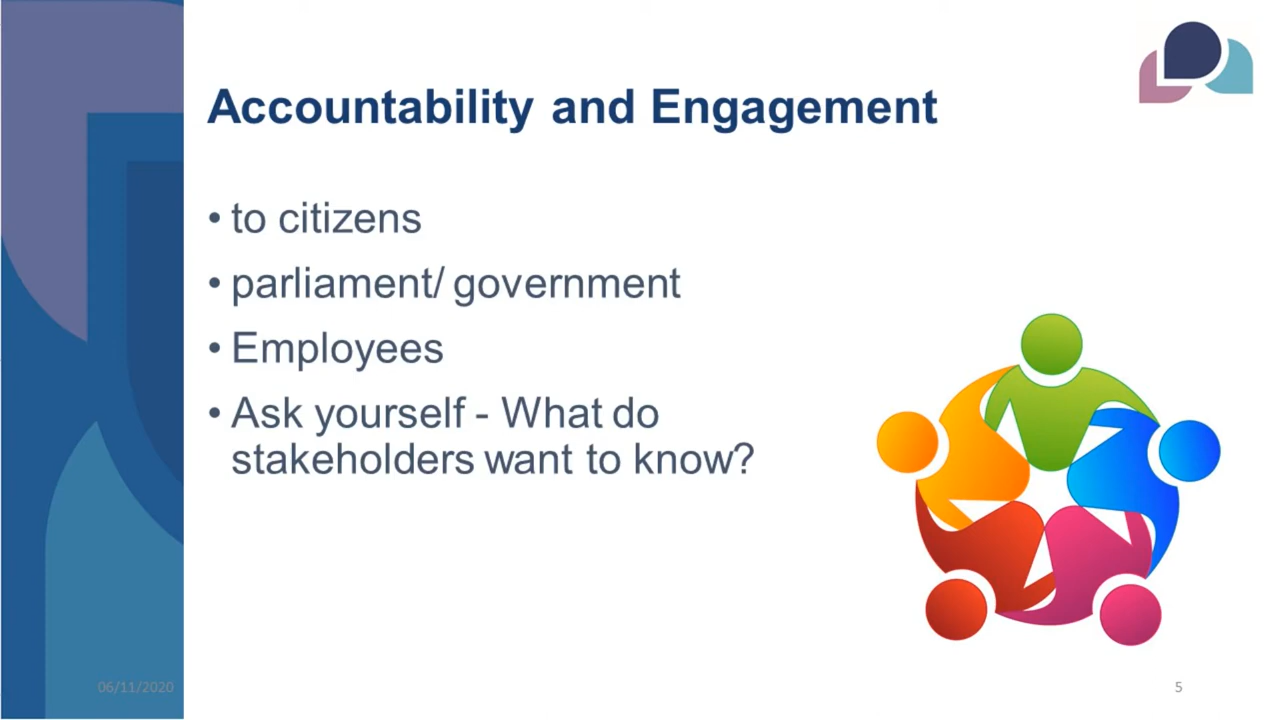 Accountability and Engagement
• to citizens
• parliament/ government
• Employees
• Ask yourself - What do
stakeholders want to know?
06/11/2020
5